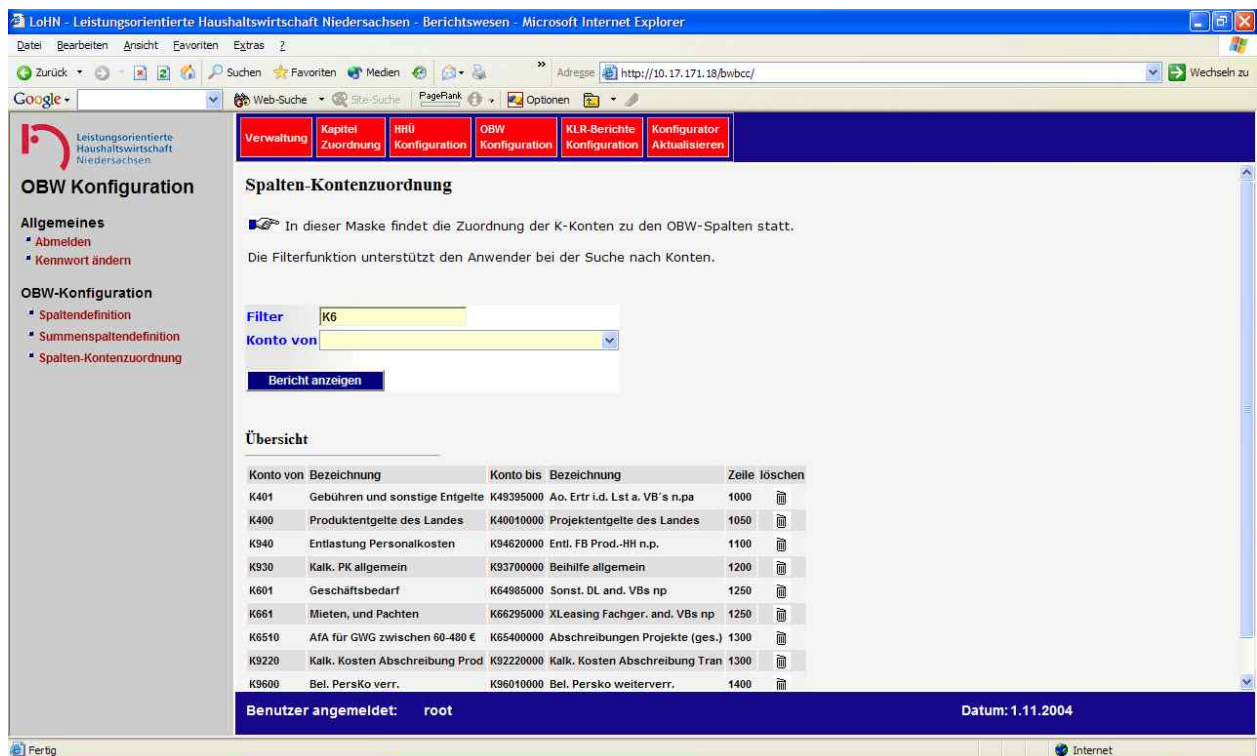 LoHN - Leistungsorientierte Haushaltswirtschaft Niedersachsen - Berichtswesen - Microsoft Internet Explorer
Datei Bearbeiten Ansicht Favoriten Extras ?
Zurück Suchen Favoriten Medien » Adresse http://10.17.171.18/bwbcc/ Wechseln zu
Google Web-Suche Site-Suche PageRank Optionen
Leistungsorientierte
Haushaltswirtschaft
Niedersachsen
Verwaltung
Kapitel Zuordnung
HHÜ Konfiguration
OBW Konfiguration
KLR-Berichte Konfiguration
Konfigurator Aktualisieren
OBW Konfiguration
Allgemeines
Abmelden
Kennwort ändern
OBW-Konfiguration
Spaltendefinition
Summenspaltendefinition
Spalten-Kontenzuordnung
Spalten-Kontenzuordnung
In dieser Maske findet die Zuordnung der K-Konten zu den OBW-Spalten statt.
Die Filterfunktion unterstützt den Anwender bei der Suche nach Konten.
Filter K6
Konto von
Bericht anzeigen
Übersicht
Konto von Bezeichnung Konto bis Bezeichnung Zeile löschen
K401 Gebühren und sonstige Entgelte K49395000 Ao. Ertr i.d. Lst a. VB´s n.pa 1000
K400 Produktentgelte des Landes K40010000 Projektentgelte des Landes 1050
K940 Entlastung Personalkosten K94620000 Entl. FB Prod.-HH n.p. 1100
K930 Kalk. PK allgemein K93700000 Beihilfe allgemein 1200
K601 Geschäftsbedarf K64985000 Sonst. DL and. VBs np 1250
K661 Mieten, und Pachten K66295000 XLeasing Fachger. and. VBs np 1250
K6510 AfA für GWG zwischen 60-480 € K65400000 Abschreibungen Projekte (ges.) 1300
K9220 Kalk. Kosten Abschreibung Prod K92220000 Kalk. Kosten Abschreibung Tran 1300
K9600 Bel. PersKo verr. K96010000 Bel. Persko weiterverr. 1400
Benutzer angemeldet: root Datum: 1.11.2004
Fertig Internet